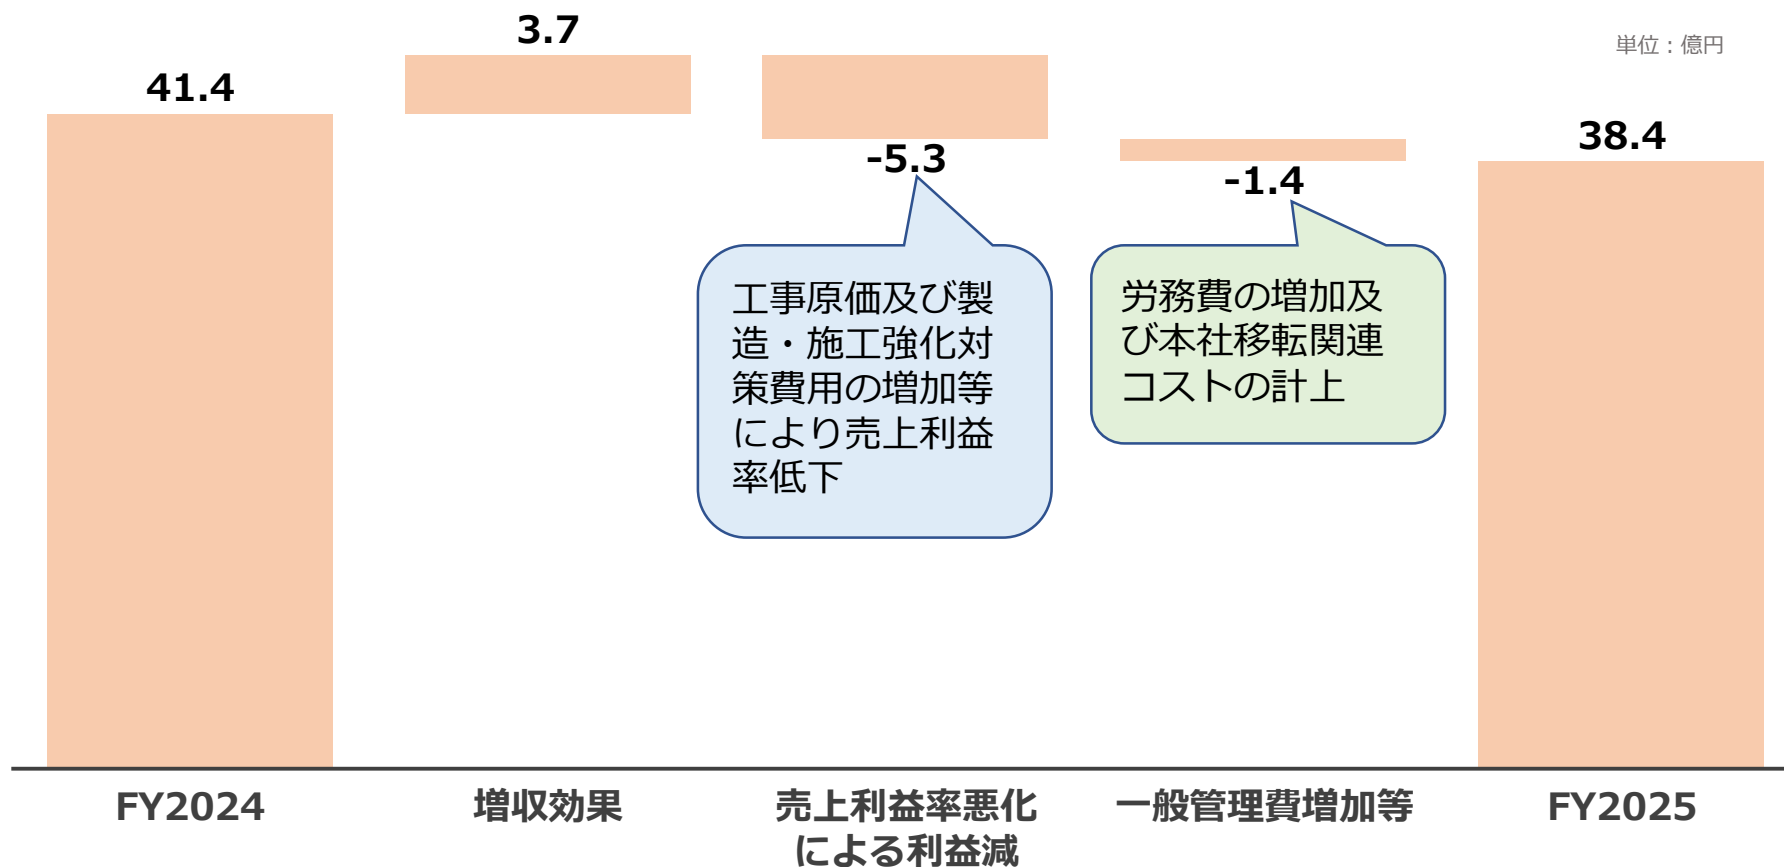 単位：億円
41.4
3.7
-5.3
-1.4
38.4
工事原価及び製
造・施工強化対
策費用の増加等
により売上利益
率低下
労務費の増加及
び本社移転関連
コストの計上
FY2024
増収効果
売上利益率悪化
による利益減
一般管理費増加等
FY2025